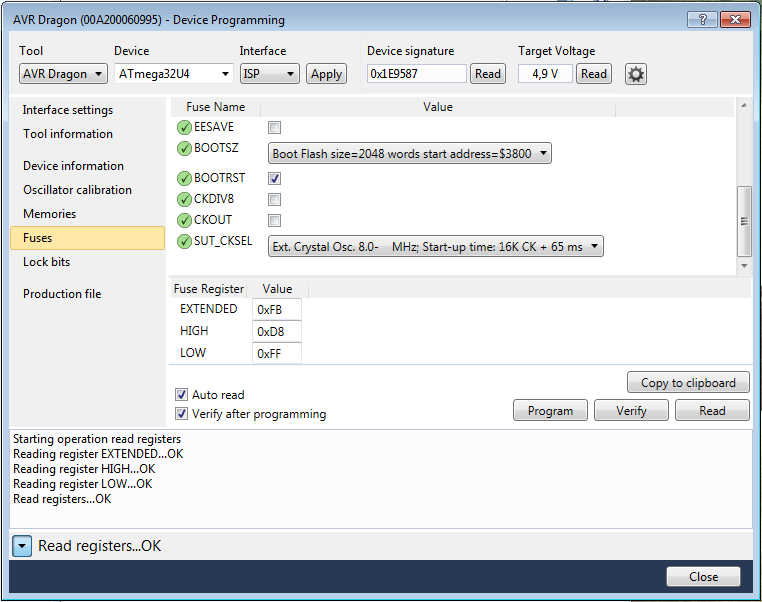 AVR Dragon (00A200060995) - Device Programming
?
Tool Device Interface Device signature Target Voltage
AVR Dragon ATmega32U4 ISP Apply 0x1E9587 Read 4,9 V Read
Interface settings
Tool information
Device information
Oscillator calibration
Memories
Fuses
Lock bits
Production file
Fuse Name Value
EESAVE
BOOTSZ Boot Flash size=2048 words start address=$3800
BOOTRST
CKDIV8
CKOUT
SUT_CKSEL Ext. Crystal Osc. 8.0- MHz; Start-up time: 16K CK + 65 ms
Fuse Register Value
EXTENDED 0xFB
HIGH 0xD8
LOW 0xFF
Copy to clipboard
Auto read
Verify after programming
Program Verify Read
Starting operation read registers
Reading register EXTENDED...OK
Reading register HIGH...OK
Reading register LOW...OK
Read registers...OK
Read registers...OK
Close